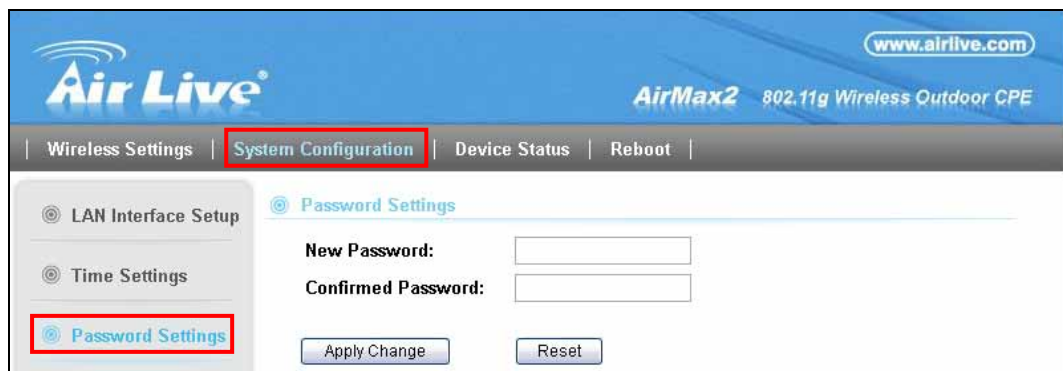 www.airlive.com
Air Live®
AirMax2 802.11g Wireless Outdoor CPE
| Wireless Settings | System Configuration | Device Status | Reboot |
LAN Interface Setup
Time Settings
Password Settings
Password Settings
New Password:
Confirmed Password:
Apply Change Reset